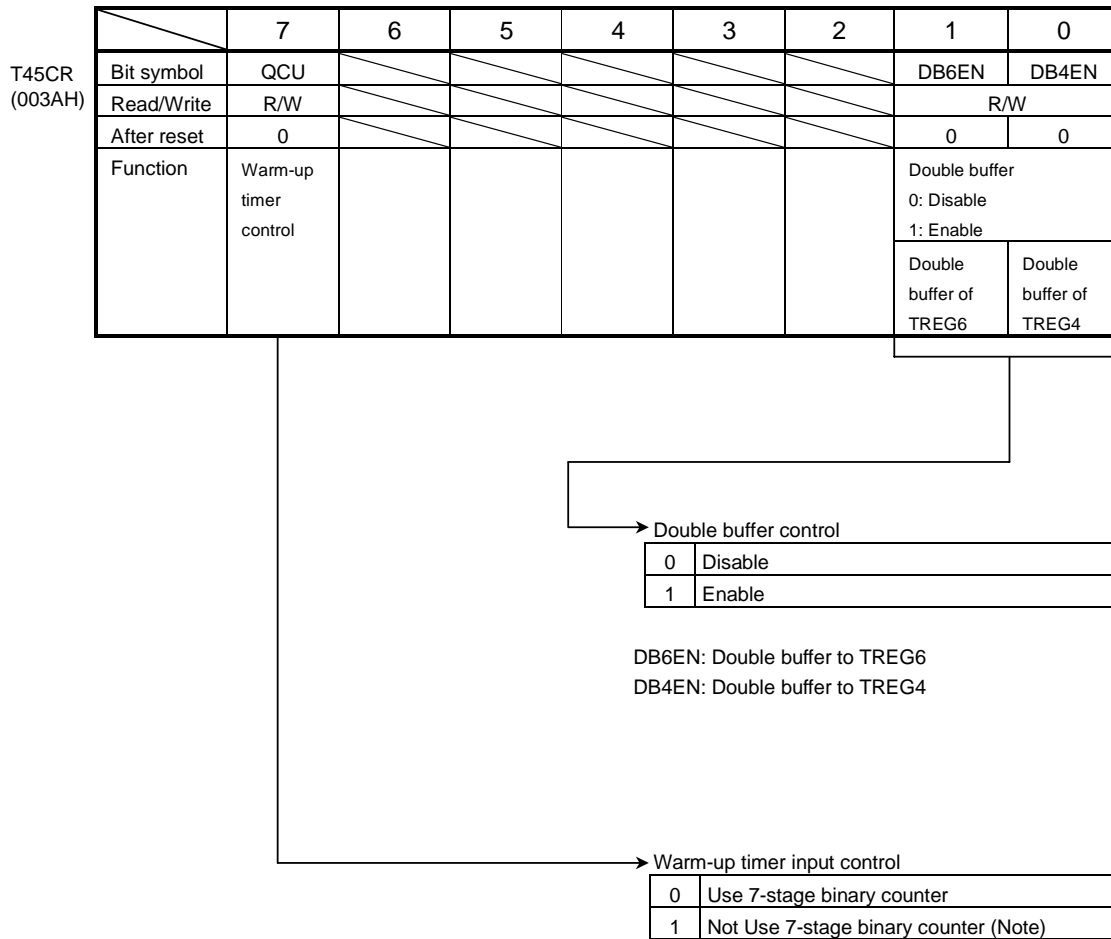 7 6 5 4 3 2 1 0
T45CR
(003AH)
Bit symbol QCU DB6EN DB4EN
Read/Write R/W R/W
After reset 0 0 0
Function Warm-up
timer
control
Double buffer
0: Disable
1: Enable
Double
buffer of
TREG6
Double
buffer of
TREG4
Double buffer control
0 Disable
1 Enable
DB6EN: Double buffer to TREG6
DB4EN: Double buffer to TREG4
Warm-up timer input control
0 Use 7-stage binary counter
1 Not Use 7-stage binary counter (Note)